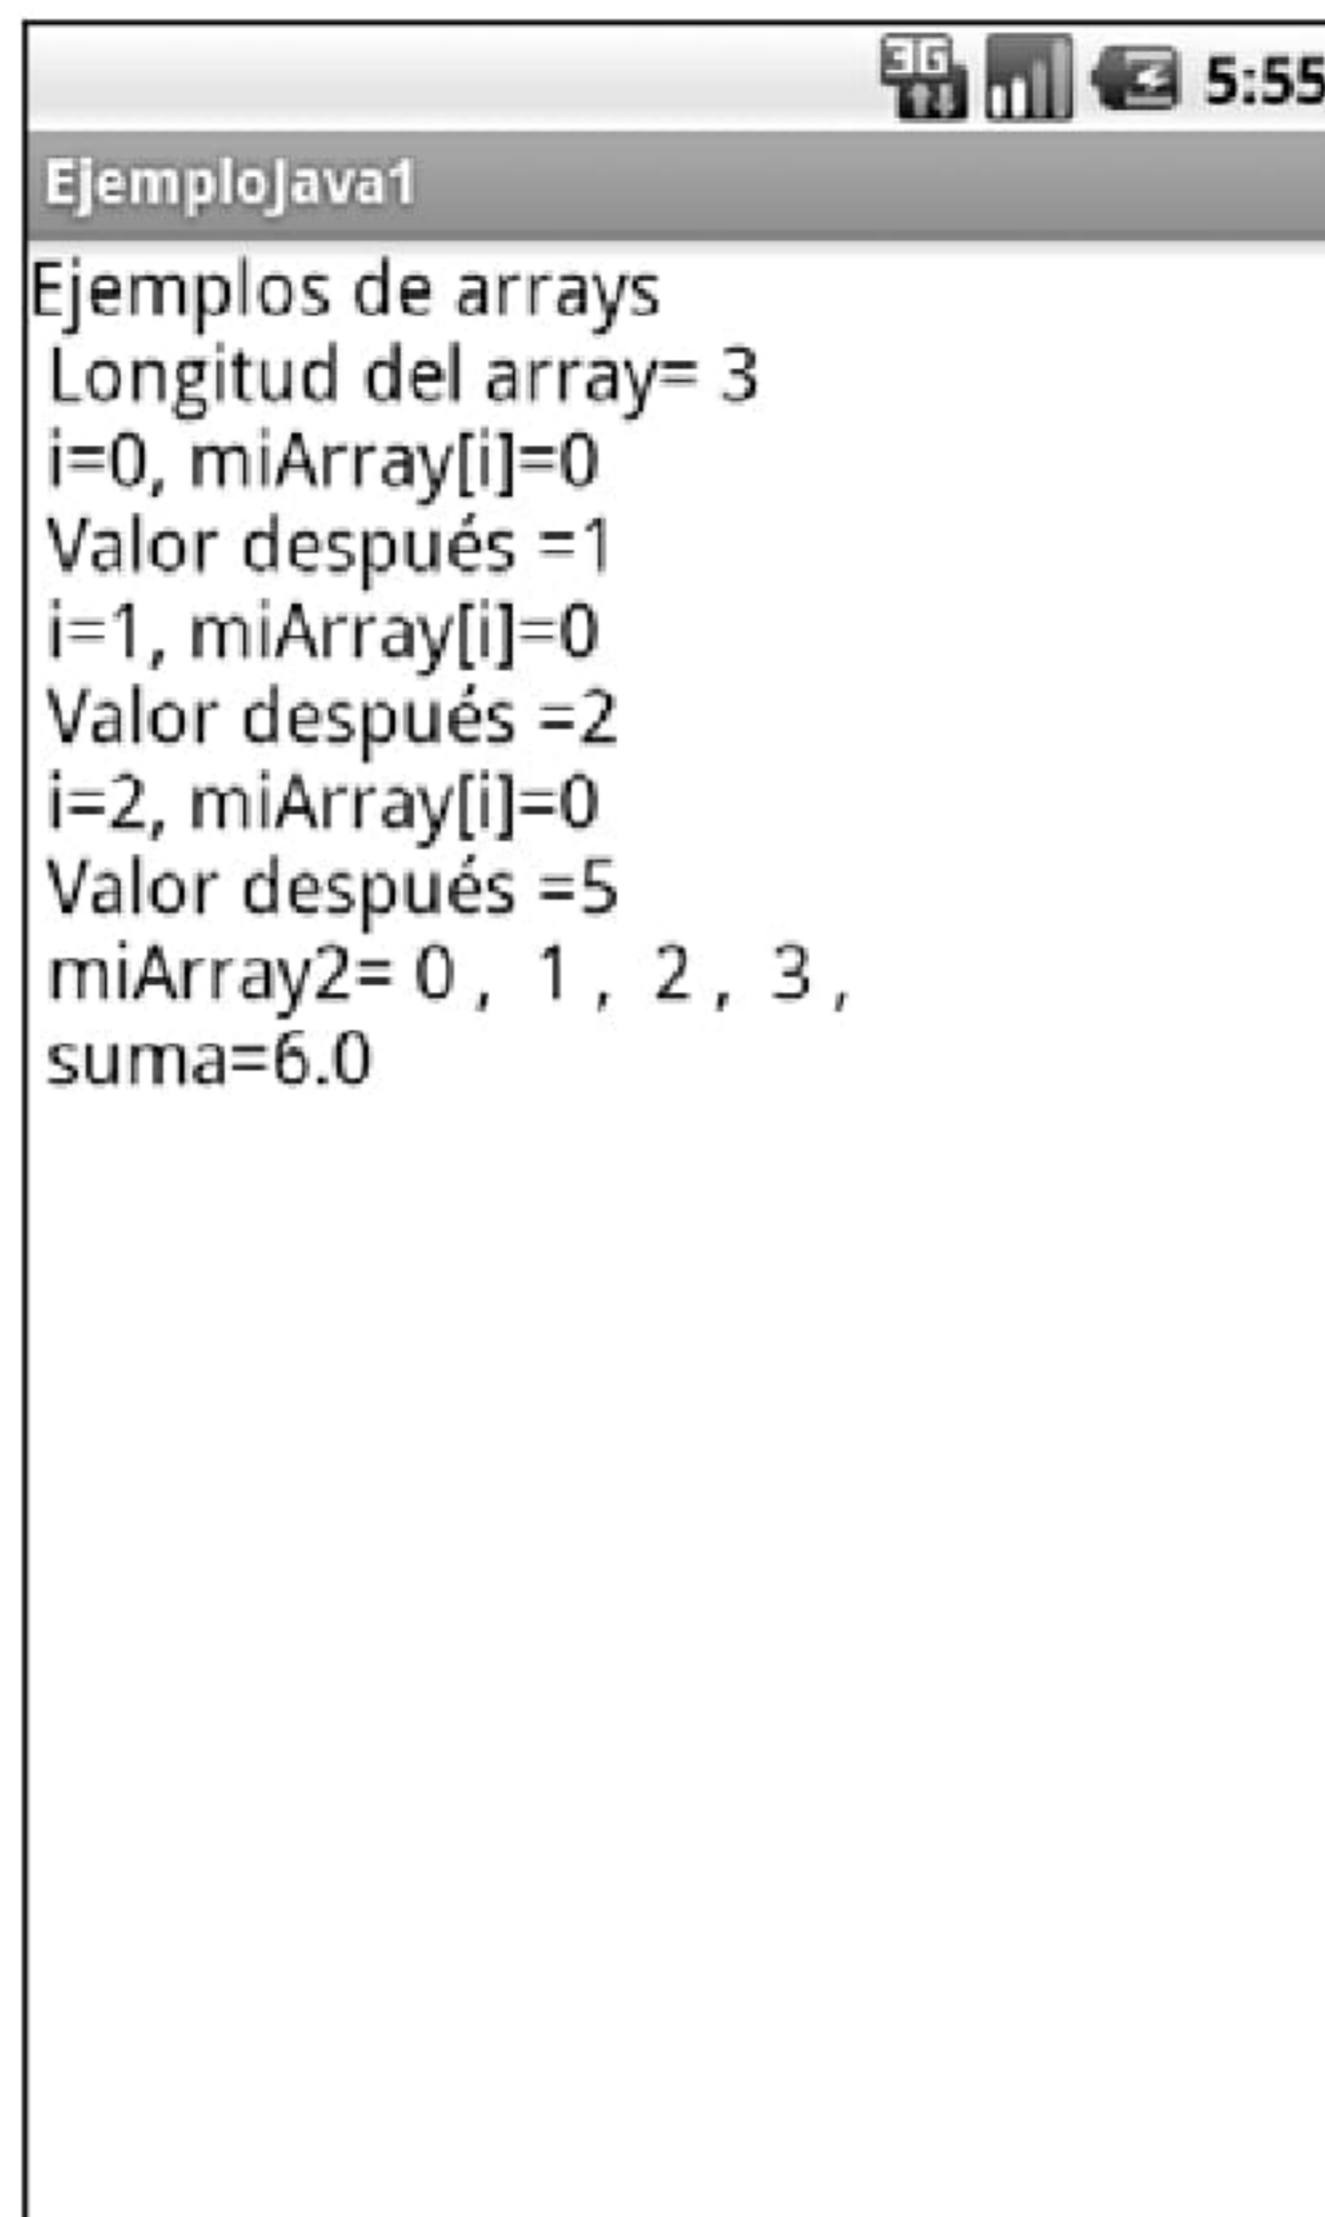 3G 5:55
EjemploJava1
Ejemplos de arrays
Longitud del array= 3
i=0, miArray[i]=0
Valor después =1
i=1, miArray[i]=0
Valor después =2
i=2, miArray[i]=0
Valor después =5
miArray2= 0 , 1 , 2 , 3 ,
suma=6.0